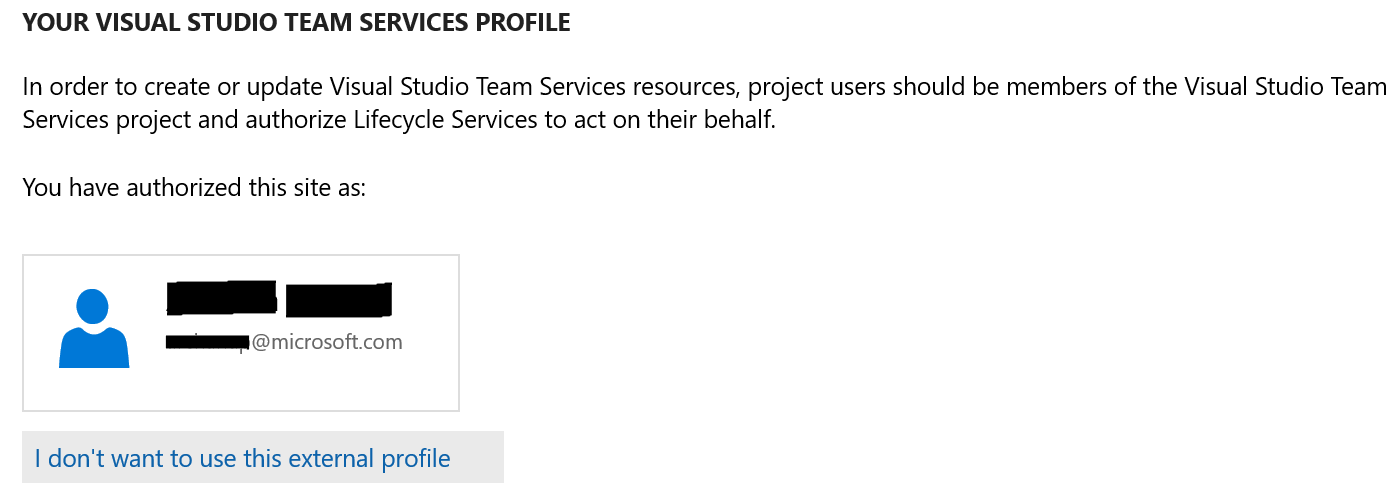 YOUR VISUAL STUDIO TEAM SERVICES PROFILE
In order to create or update Visual Studio Team Services resources, project users should be members of the Visual Studio Team
Services project and authorize Lifecycle Services to act on their behalf.
You have authorized this site as:
@microsoft.com
I don't want to use this external profile